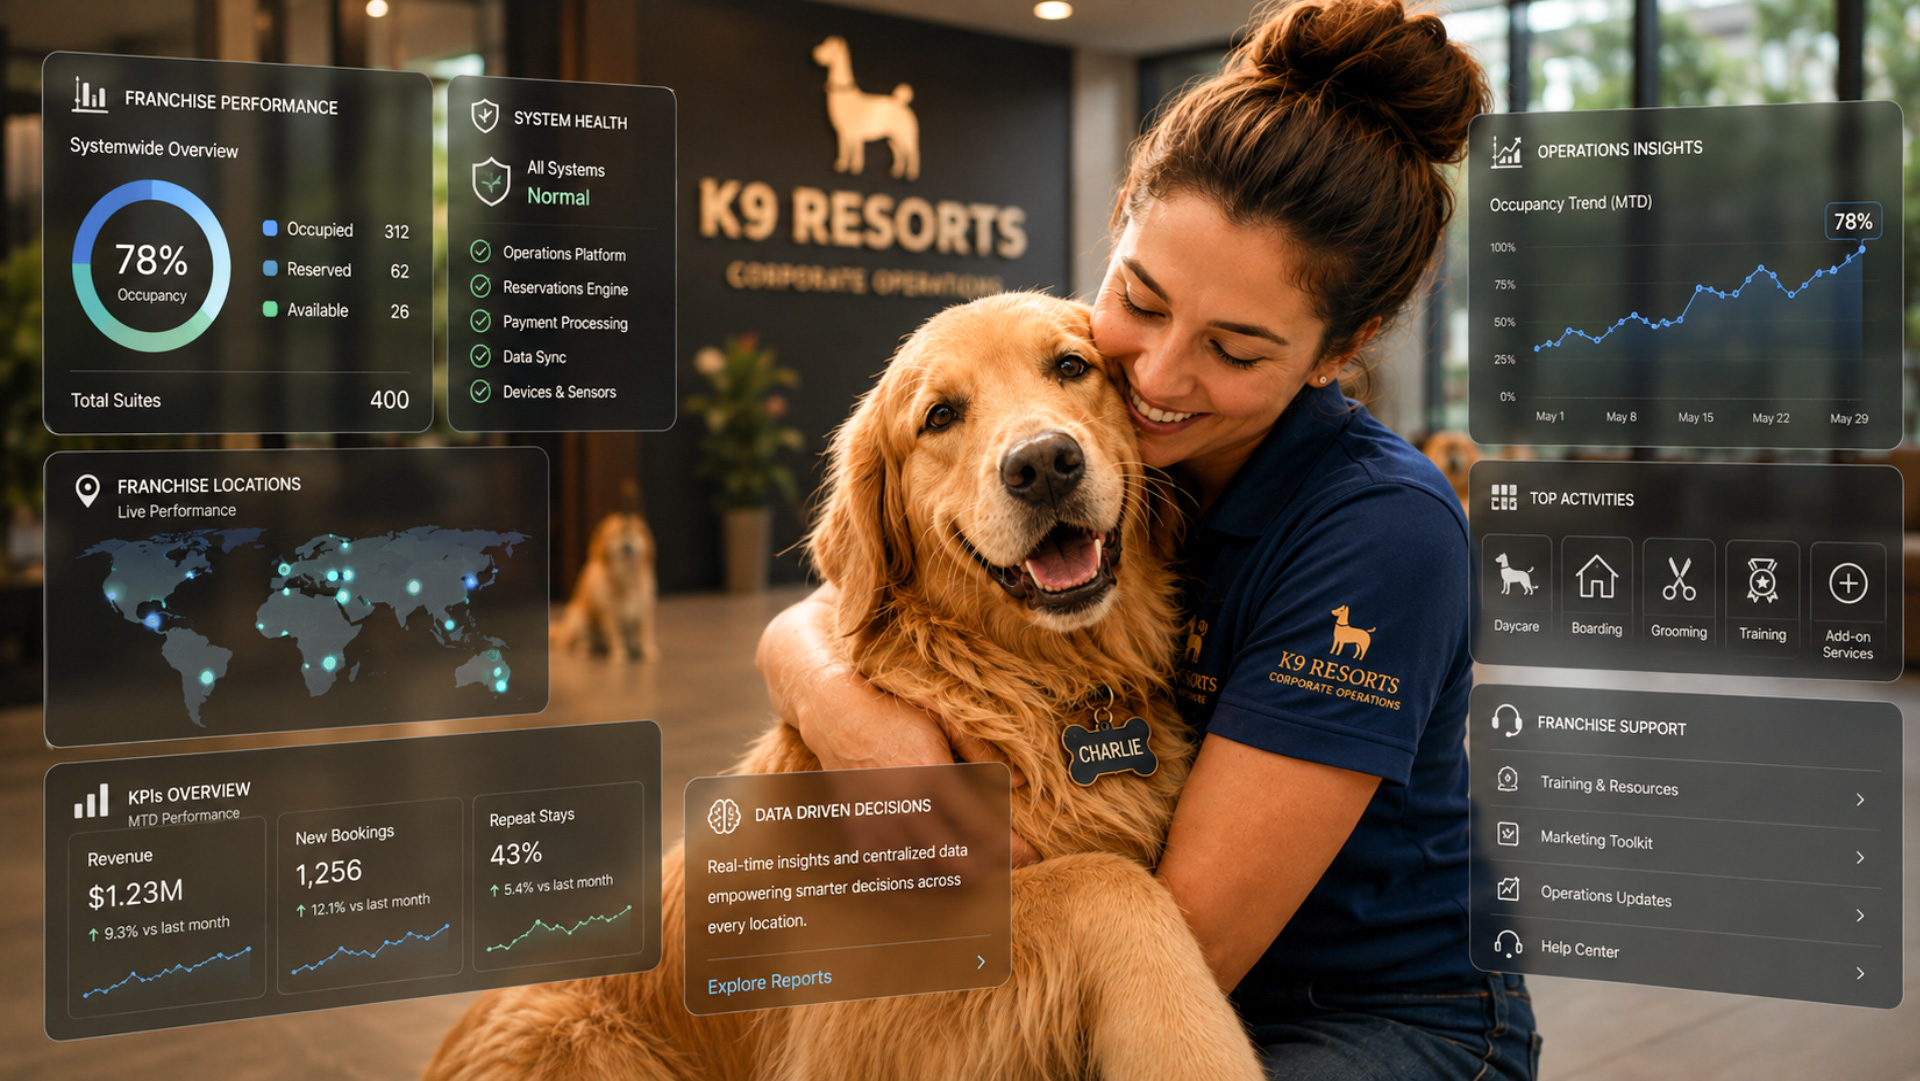 FRANCHISE PERFORMANCE
Systemwide Overview
78%
Occupancy
Occupied 312
Reserved 62
Available 26
Total Suites 400
SYSTEM HEALTH
All Systems
Normal
Operations Platform
Reservations Engine
Payment Processing
Data Sync
Devices & Sensors
K9 RESORTS
CORPORATE OPERATIONS
OPERATIONS INSIGHTS
Occupancy Trend (MTD)
78%
100%
75%
50%
25%
0%
May 1 May 8 May 15 May 22 May 29
FRANCHISE LOCATIONS
Live Performance
TOP ACTIVITIES
Daycare
Boarding
Grooming
Training
Add-on
Services
K9 RESORTS
CORPORATE OPERATIONS
CHARLIE
KPIs OVERVIEW
MTD Performance
Revenue
$1.23M
9.3% vs last month
New Bookings
1,256
12.1% vs last month
Repeat Stays
43%
5.4% vs last month
DATA DRIVEN DECISIONS
Real-time insights and centralized data
empowering smarter decisions across
every location.
Explore Reports
FRANCHISE SUPPORT
Training & Resources
Marketing Toolkit
Operations Updates
Help Center